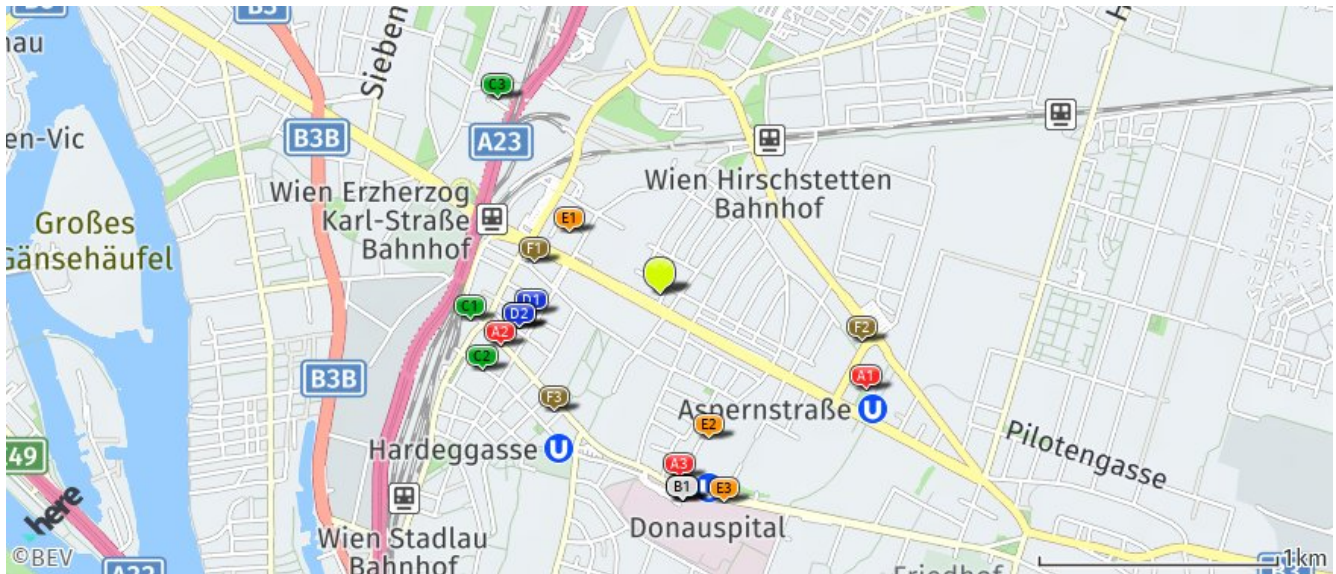 B3
nau
Sieben
C3
B3B
A23
en-Vic
Wien Erzherzog
Karl-Straße
Bahnhof
Wien Hirschstetten
Bahnhof
Großes
Gänsehäufel
E1
F1
C1
D1
D2
A2
C2
F2
A1
B3B
F3
Aspernstraße
U
E2
Pilotengasse
Hardeggasse
U
49
A3
B1
E3
here
Donauspital
Wien Stadlau
Bahnhof
©BEV
A23
Friedhof
1km
B3